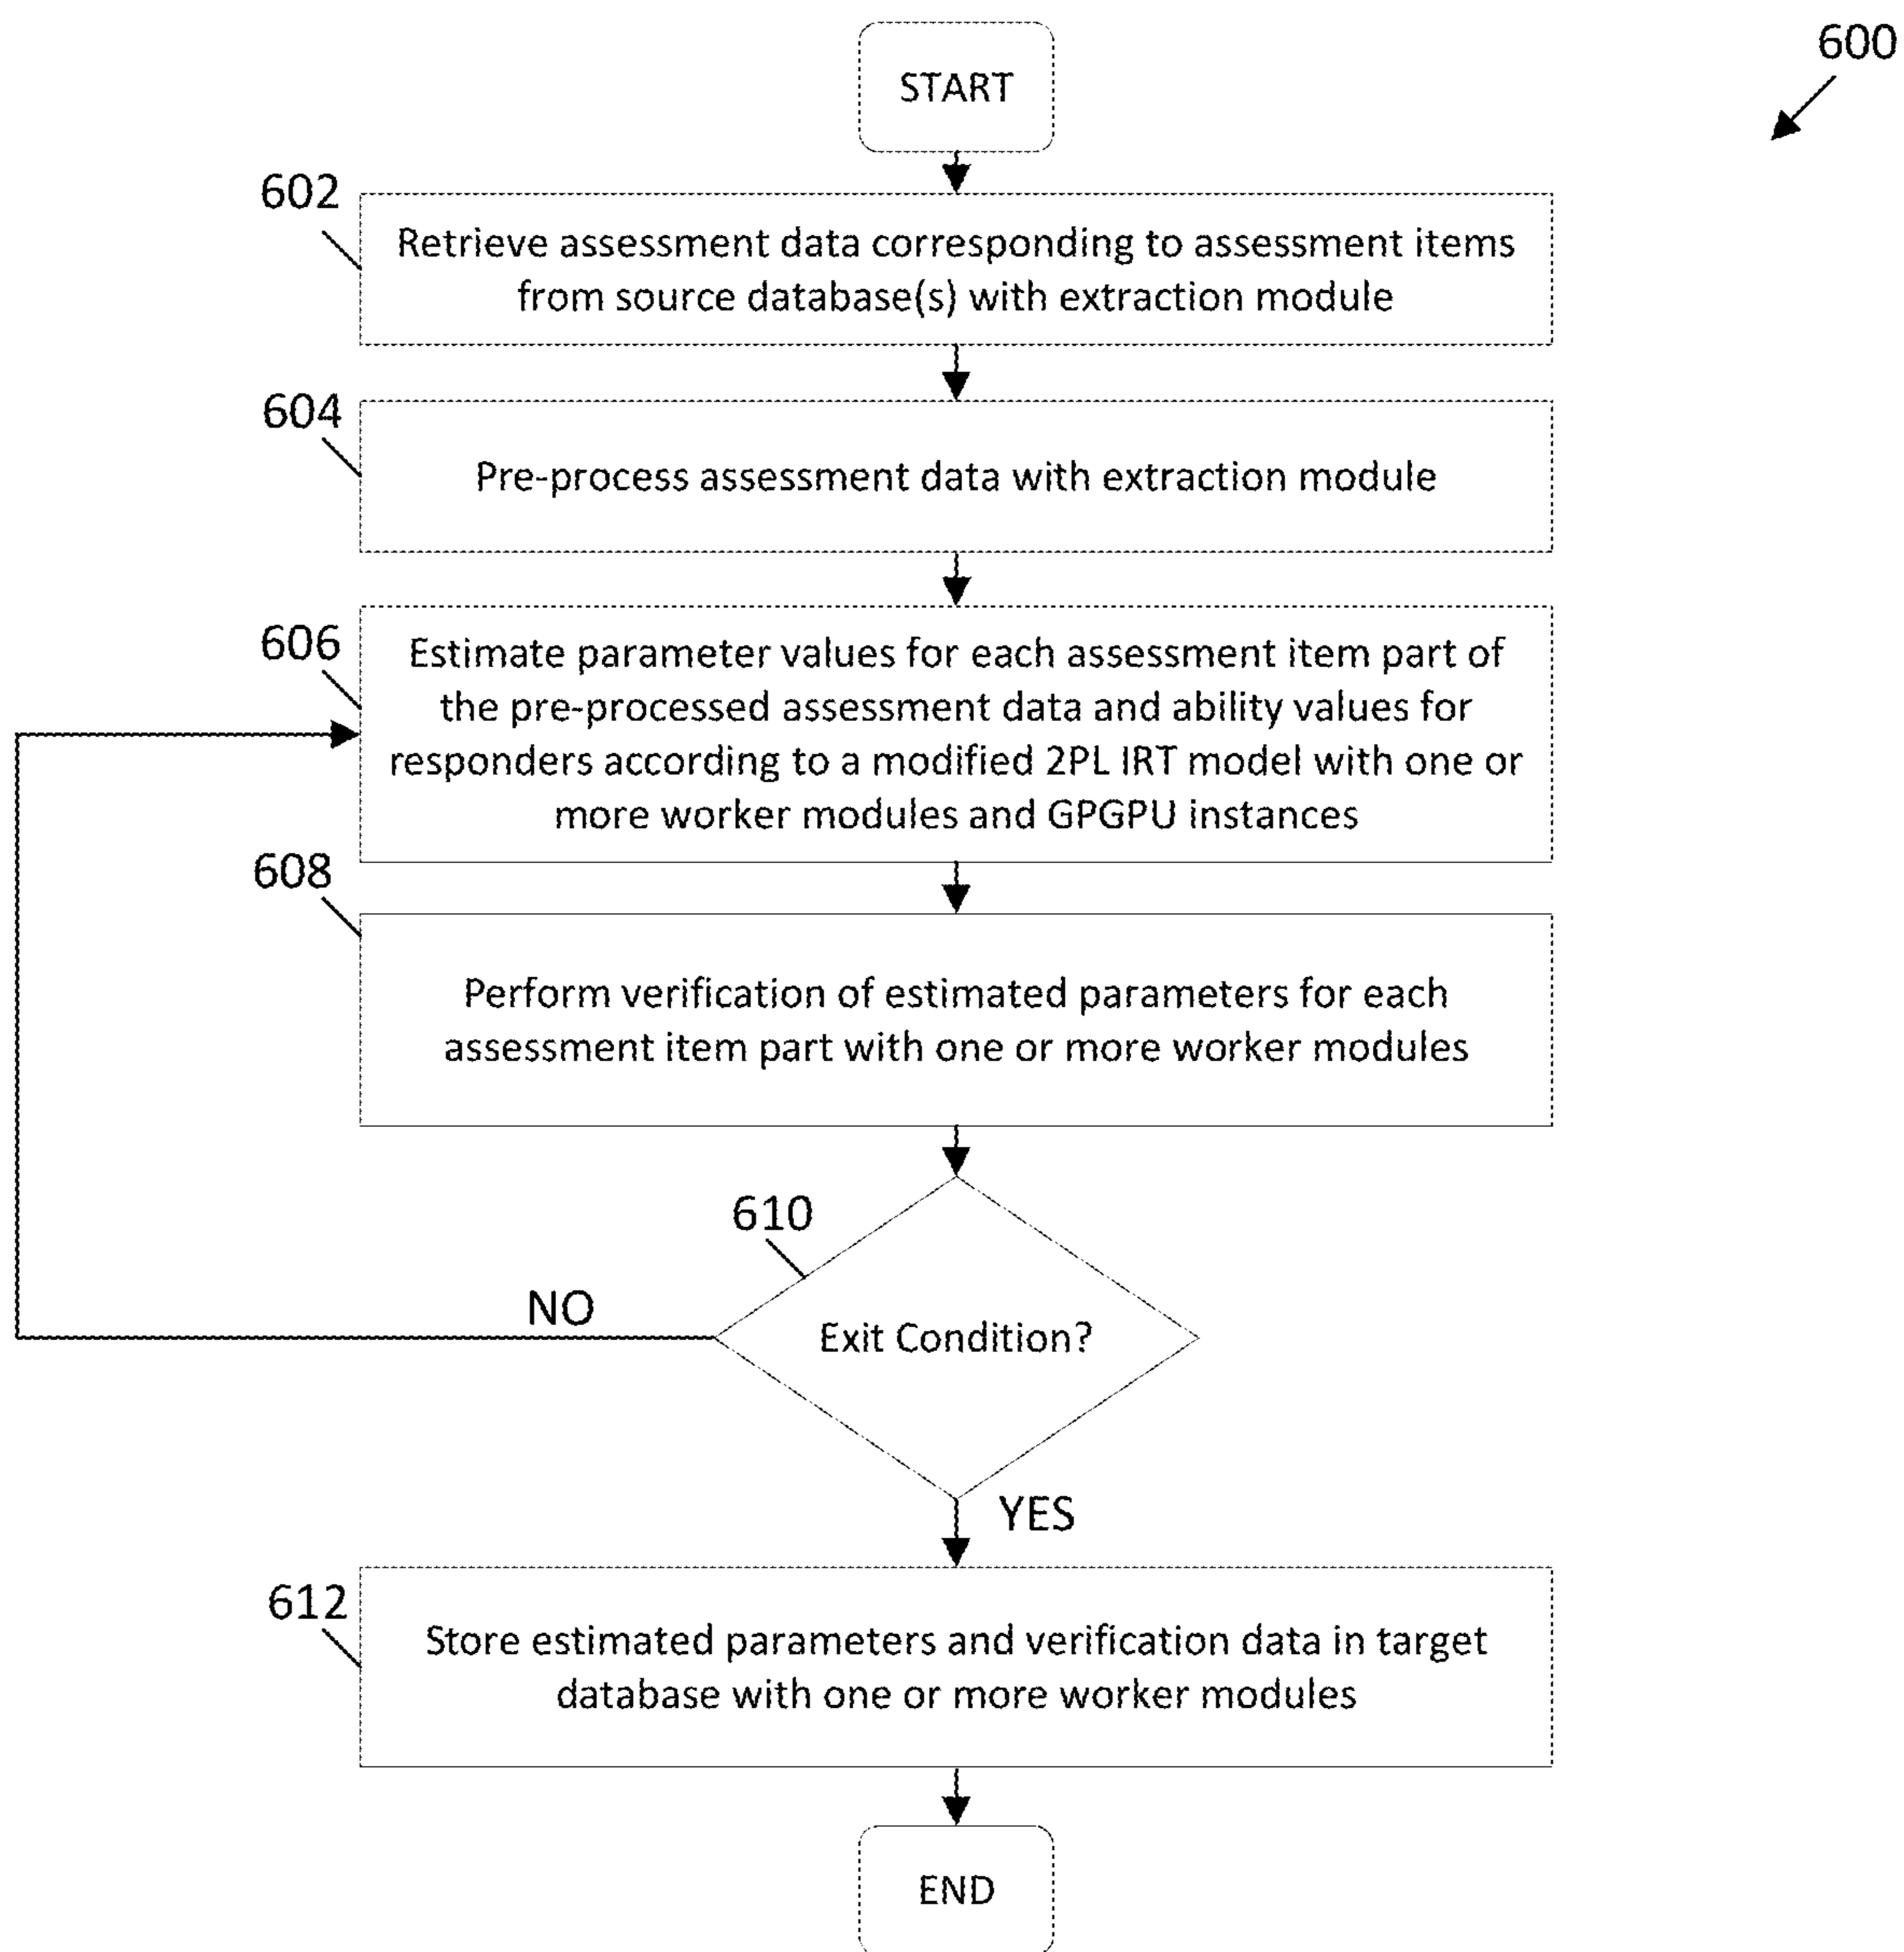 START
600
602
Retrieve assessment data corresponding to assessment items
from source database(s) with extraction module
604
Pre-process assessment data with extraction module
606
Estimate parameter values for each assessment item part of
the pre-processed assessment data and ability values for
responders according to a modified 2PL IRT model with one or
more worker modules and GPGPU instances
608
Perform verification of estimated parameters for each
assessment item part with one or more worker modules
610
Exit Condition?
NO
YES
612
Store estimated parameters and verification data in target
database with one or more worker modules
END